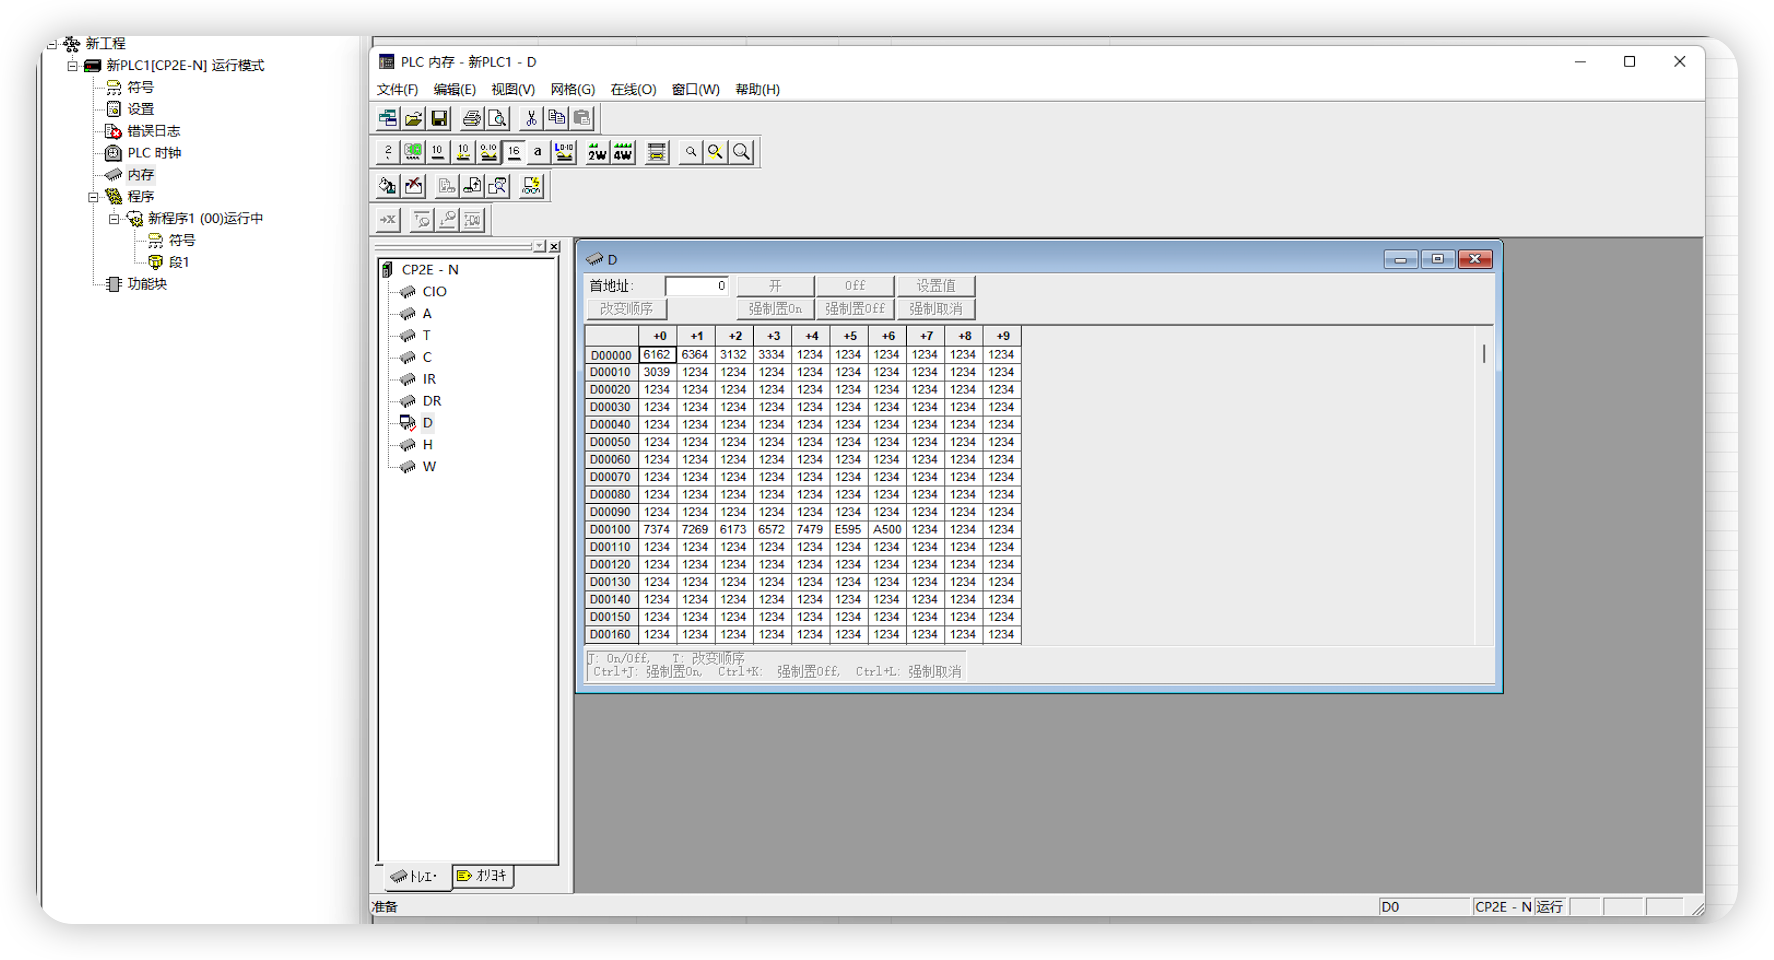 新工程
新PLC1[CP2E-N] 运行模式
符号
设置
错误日志
PLC 时钟
内存
程序
新程序1 (00)运行中
符号
段1
功能块
PLC 内存 - 新PLC1 - D
文件(F) 编辑(E) 视图(V) 网格(G) 在线(O) 窗口(W) 帮助(H)
2 10 10 0.10 16 a 2W 4W
CP2E - N
CIO
A
T
C
IR
DR
D
H
W
D
首地址: 0 开 Off 设置值
改变顺序 强制置On 强制置Off 强制取消
+0 +1 +2 +3 +4 +5 +6 +7 +8 +9
D00000 6162 6364 3132 3334 1234 1234 1234 1234 1234 1234
D00010 3039 1234 1234 1234 1234 1234 1234 1234 1234 1234
D00020 1234 1234 1234 1234 1234 1234 1234 1234 1234 1234
D00030 1234 1234 1234 1234 1234 1234 1234 1234 1234 1234
D00040 1234 1234 1234 1234 1234 1234 1234 1234 1234 1234
D00050 1234 1234 1234 1234 1234 1234 1234 1234 1234 1234
D00060 1234 1234 1234 1234 1234 1234 1234 1234 1234 1234
D00070 1234 1234 1234 1234 1234 1234 1234 1234 1234 1234
D00080 1234 1234 1234 1234 1234 1234 1234 1234 1234 1234
D00090 1234 1234 1234 1234 1234 1234 1234 1234 1234 1234
D00100 7374 7269 6173 6572 7479 E595 A500 1234 1234 1234
D00110 1234 1234 1234 1234 1234 1234 1234 1234 1234 1234
D00120 1234 1234 1234 1234 1234 1234 1234 1234 1234 1234
D00130 1234 1234 1234 1234 1234 1234 1234 1234 1234 1234
D00140 1234 1234 1234 1234 1234 1234 1234 1234 1234 1234
D00150 1234 1234 1234 1234 1234 1234 1234 1234 1234 1234
D00160 1234 1234 1234 1234 1234 1234 1234 1234 1234 1234
J: On/Off, T: 改变顺序
Ctrl+J: 强制置On, Ctrl+K: 强制置Off, Ctrl+L: 强制取消
ﾄﾚｴ･ ｵﾘﾖｷ
准备 D0 CP2E - N 运行